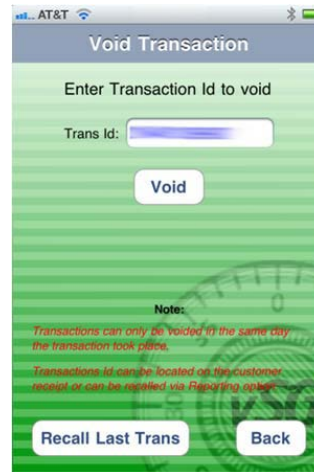 AT&T
Void Transaction
Enter Transaction Id to void
Trans Id:
Void
Note:
Transactions can only be voided in the same day
the transaction took place.
Transactions Id can be located on the customer
receipt or can be recalled via Reporting option
Recall Last Trans
Back